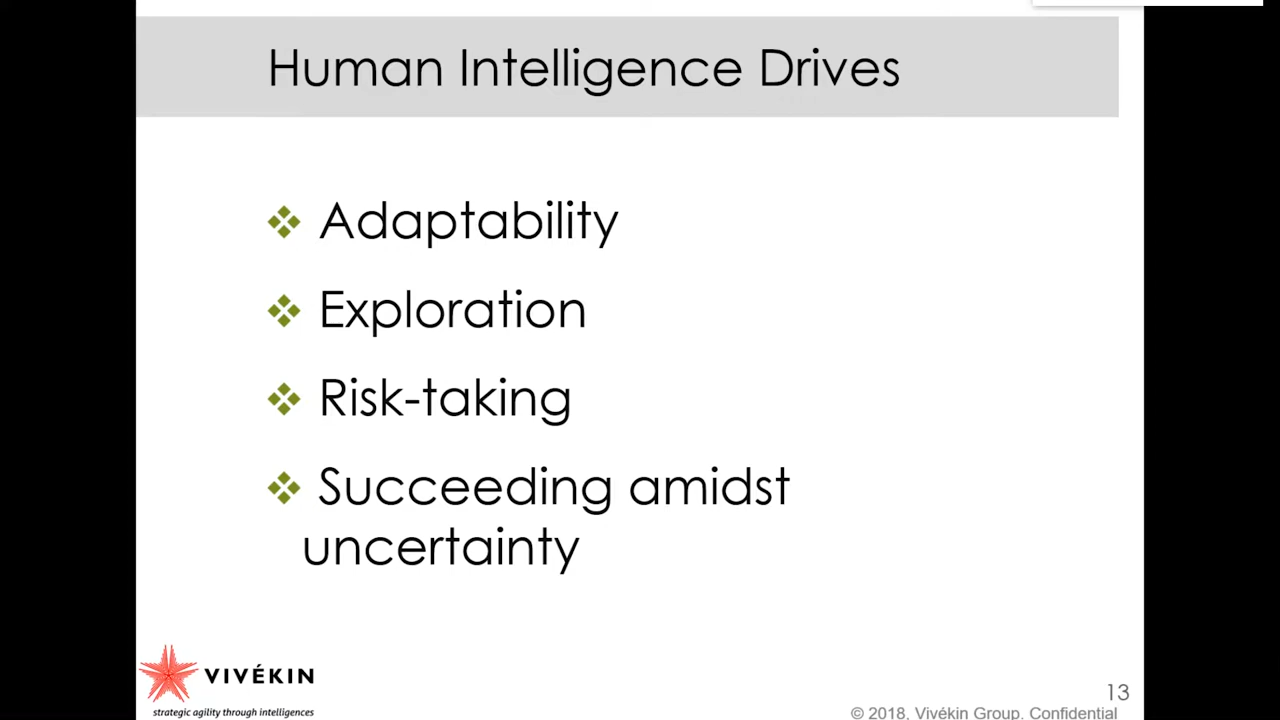 Human Intelligence Drives
Adaptability
Exploration
Risk-taking
Succeeding amidst
uncertainty
VIVÉKIN
strategic agility through intelligences
13
© 2018, Vivékin Group. Confidential